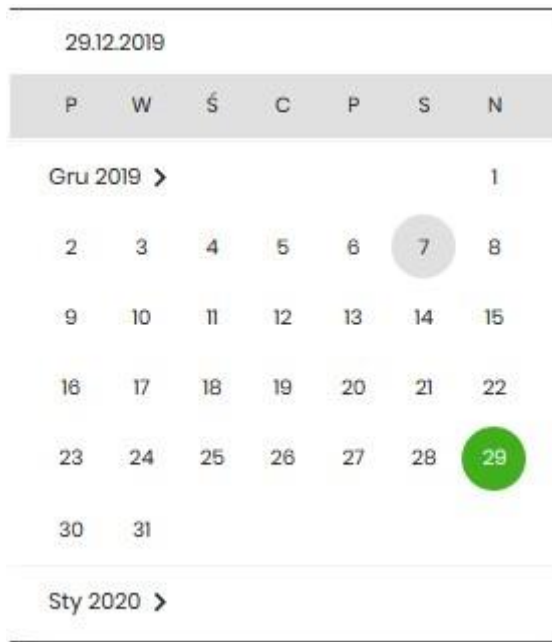 29.12.2019
P W Ś C P S N
Gru 2019 1
2 3 4 5 6 7 8
9 10 11 12 13 14 15
16 17 18 19 20 21 22
23 24 25 26 27 28 29
30 31
Sty 2020